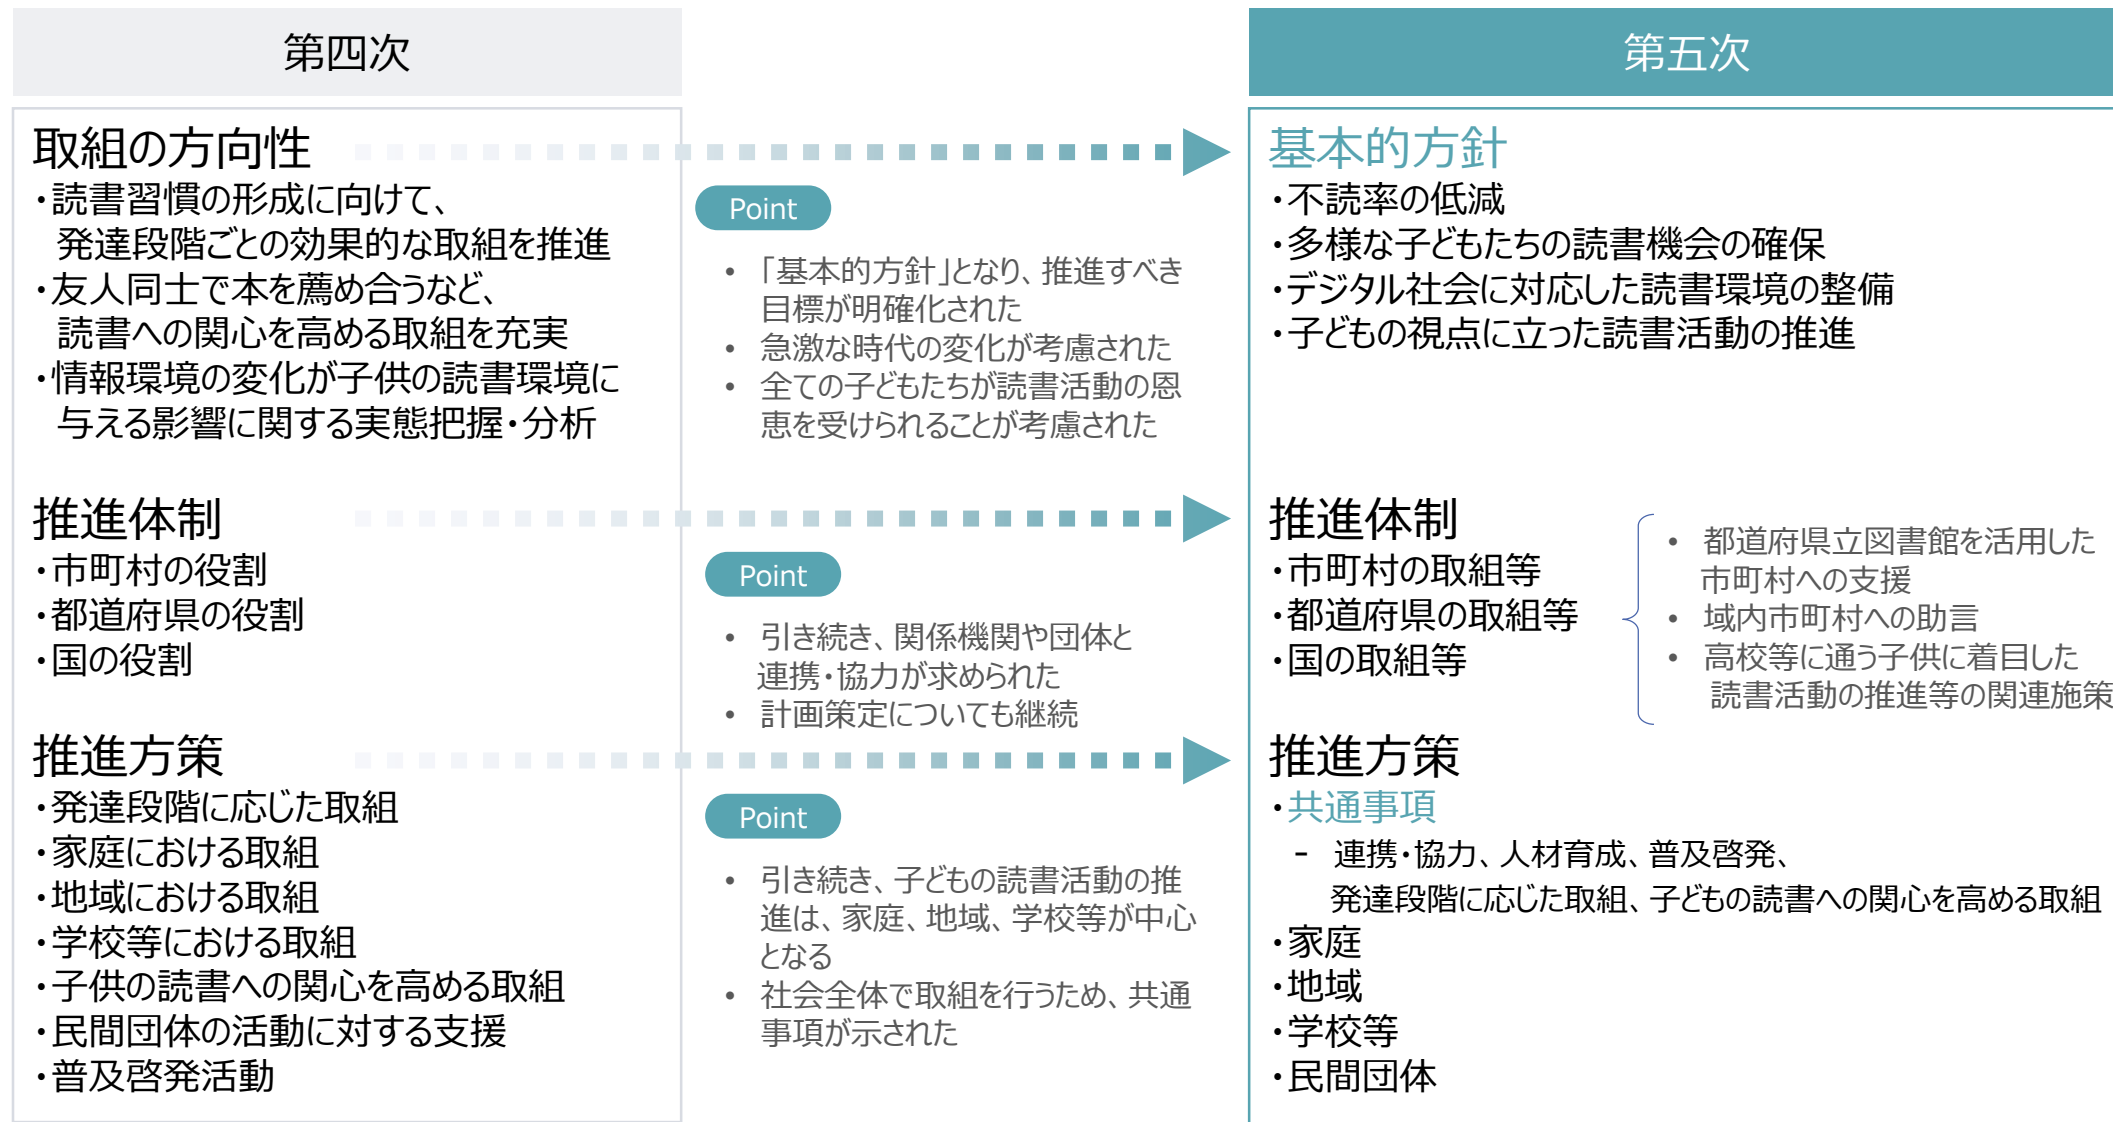 第四次
取組の方向性
・読書習慣の形成に向けて、
発達段階ごとの効果的な取組を推進
・友人同士で本を薦め合うなど、
読書への関心を高める取組を充実
・情報環境の変化が子供の読書環境に
与える影響に関する実態把握・分析
推進体制
・市町村の役割
・都道府県の役割
・国の役割
推進方策
・発達段階に応じた取組
・家庭における取組
・地域における取組
・学校等における取組
・子供の読書への関心を高める取組
・民間団体の活動に対する支援
・普及啓発活動
Point
• 「基本的方針」となり、推進すべき
目標が明確化された
• 急激な時代の変化が考慮された
• 全ての子どもたちが読書活動の恩
恵を受けられることが考慮された
Point
• 引き続き、関係機関や団体と
連携・協力が求められた
• 計画策定についても継続
Point
• 引き続き、子どもの読書活動の推
進は、家庭、地域、学校等が中心
となる
• 社会全体で取組を行うため、共通
事項が示された
第五次
基本的方針
・不読率の低減
・多様な子どもたちの読書機会の確保
・デジタル社会に対応した読書環境の整備
・子どもの視点に立った読書活動の推進
推進体制
・市町村の取組等
・都道府県の取組等
・国の取組等
• 都道府県立図書館を活用した
市町村への支援
• 域内市町村への助言
• 高校等に通う子供に着目した
読書活動の推進等の関連施策
推進方策
・共通事項
- 連携・協力、人材育成、普及啓発、
発達段階に応じた取組、子どもの読書への関心を高める取組
・家庭
・地域
・学校等
・民間団体